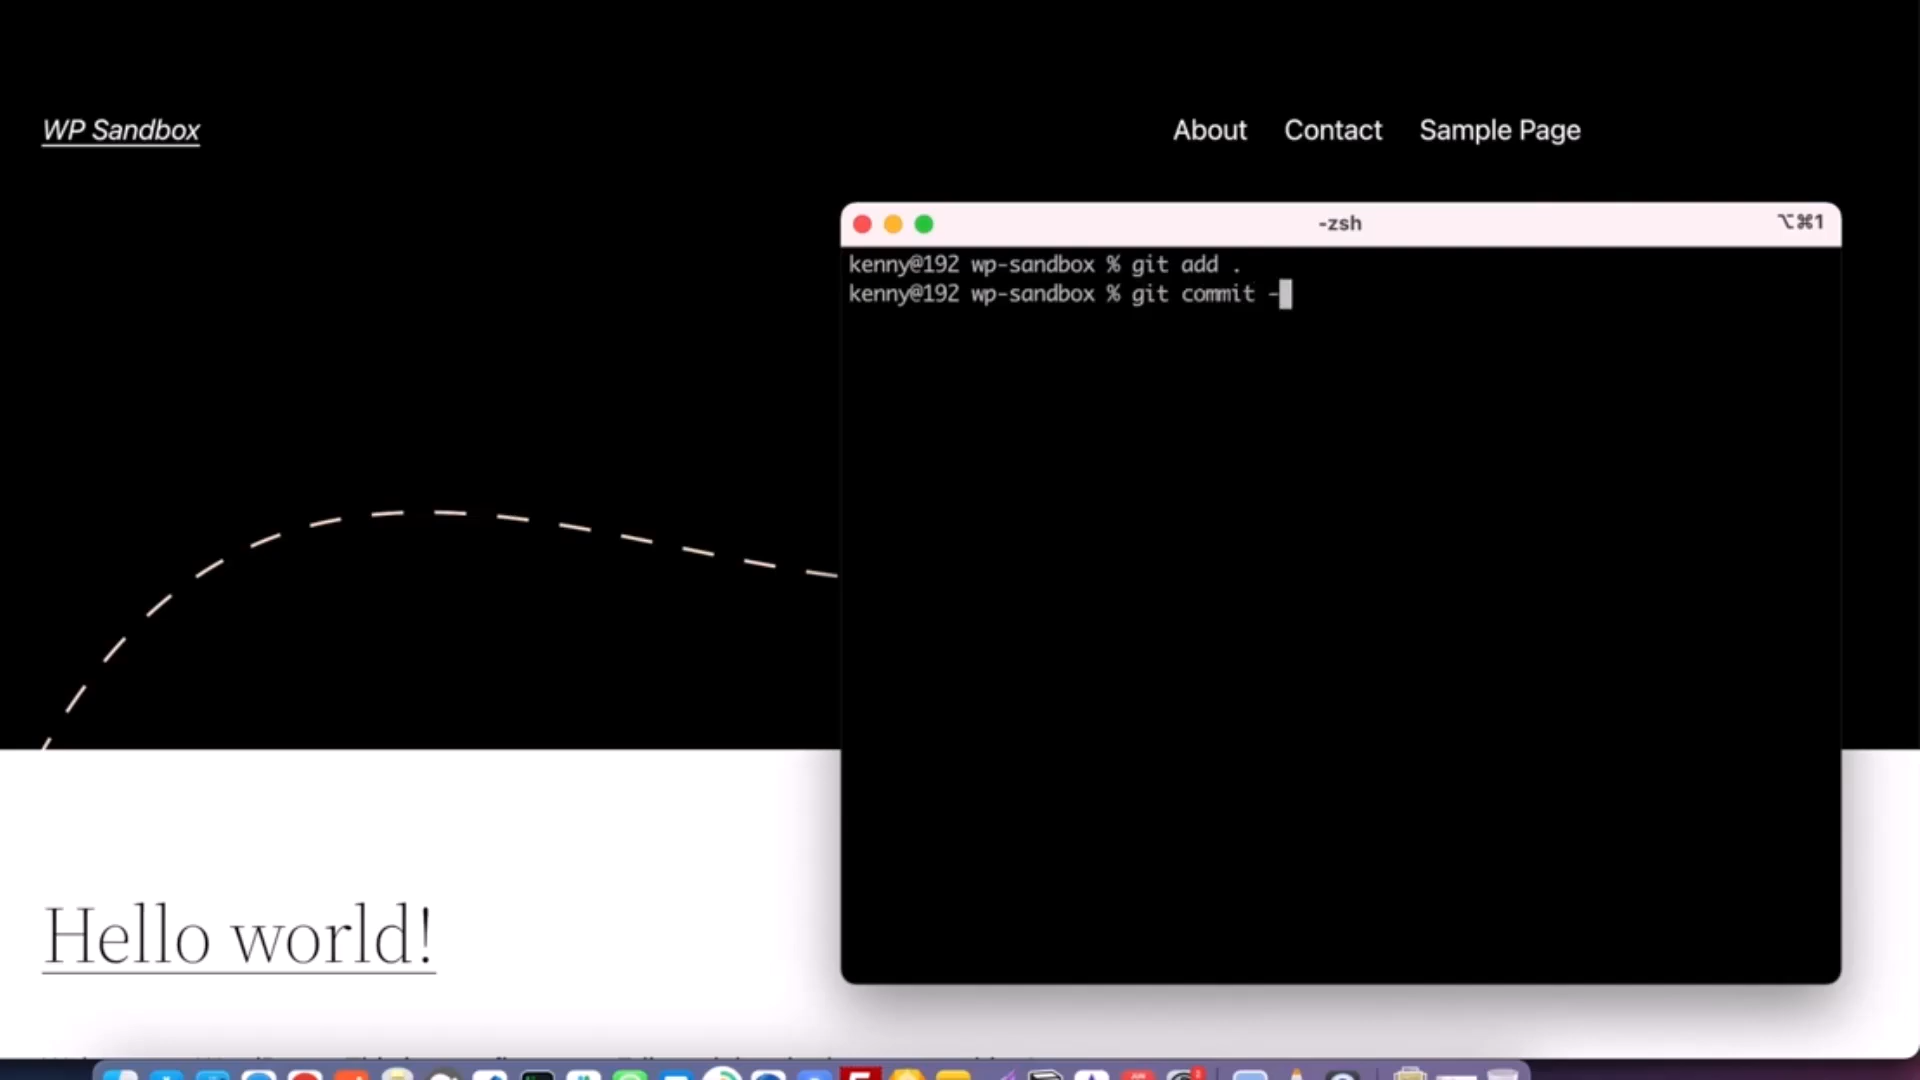 WP Sandbox
About Contact Sample Page
-zsh
⌥⌘1
kenny@192 wp-sandbox % git add .
kenny@192 wp-sandbox % git commit -
Hello world!